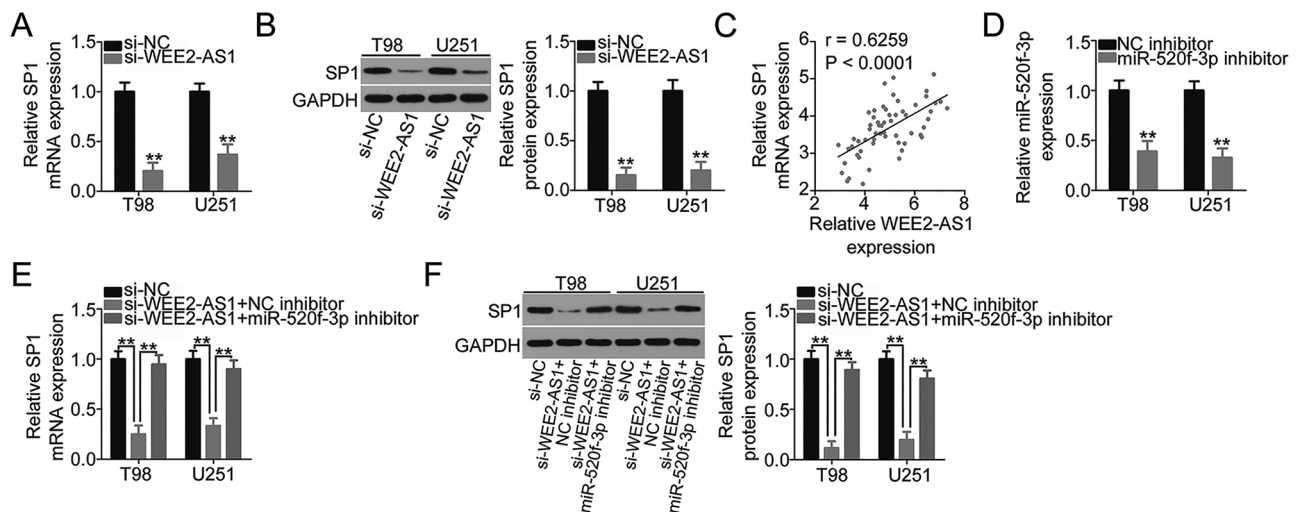 A
Relative SP1
mRNA expression
si-NC
si-WEE2-AS1
1.5
1.0
0.5
0.0
**
**
T98
U251
B
T98
U251
SP1
GAPDH
si-NC
si-WEE2-AS1
si-NC
si-WEE2-AS1
Relative SP1
protein expression
si-NC
si-WEE2-AS1
1.5
1.0
0.5
0.0
**
**
T98
U251
C
Relative SP1
mRNA expression
r = 0.6259
P < 0.0001
6
5
4
3
2
2
4
6
8
Relative WEE2-AS1
expression
D
Relative miR-520f-3p
expression
NC inhibitor
miR-520f-3p inhibitor
1.5
1.0
0.5
0.0
**
**
T98
U251
E
Relative SP1
mRNA expression
si-NC
si-WEE2-AS1+NC inhibitor
si-WEE2-AS1+miR-520f-3p inhibitor
1.5
1.0
0.5
0.0
**
**
**
**
T98
U251
F
T98
U251
SP1
GAPDH
si-NC
si-WEE2-AS1+
NC inhibitor
si-WEE2-AS1+
miR-520f-3p inhibitor
si-NC
si-WEE2-AS1+
NC inhibitor
si-WEE2-AS1+
miR-520f-3p inhibitor
Relative SP1
protein expression
si-NC
si-WEE2-AS1+NC inhibitor
si-WEE2-AS1+miR-520f-3p inhibitor
1.5
1.0
0.5
0.0
**
**
**
**
T98
U251